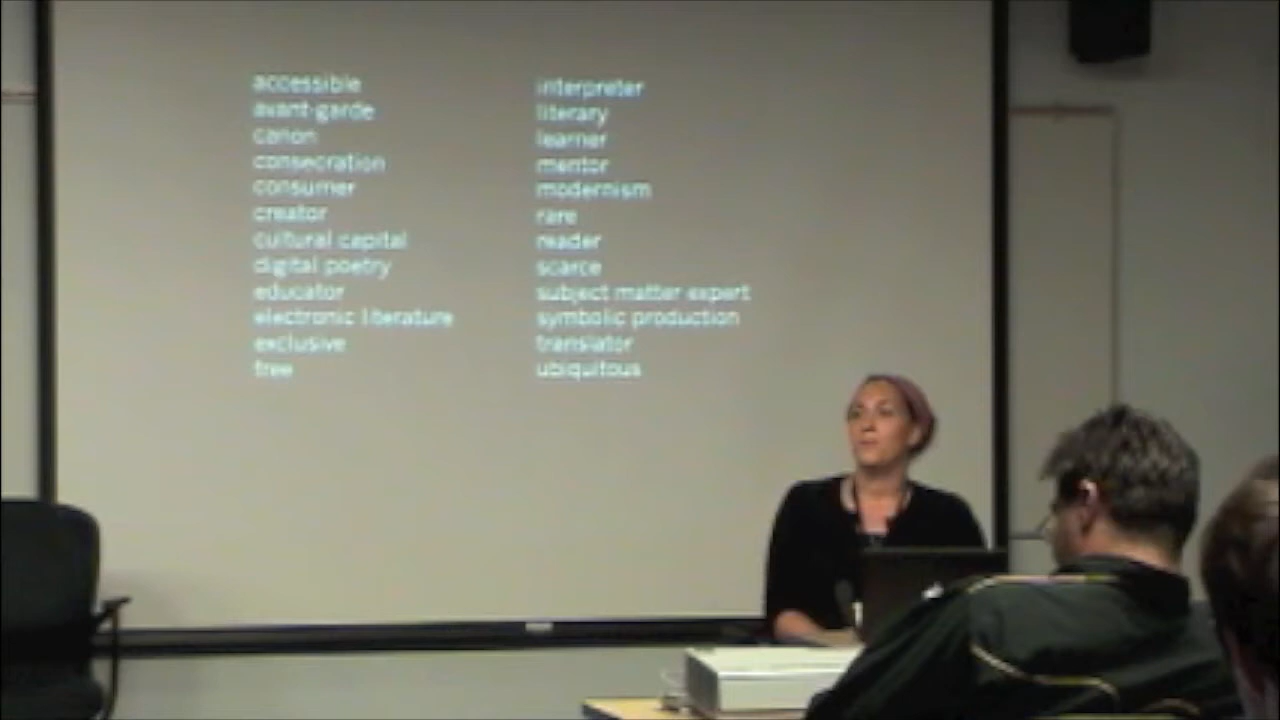 accessible
avant-garde
canon
consecration
consumer
creator
cultural capital
digital poetry
educator
electronic literature
exclusive
free
interpreter
literary
learner
mentor
modernism
rare
reader
scarce
subject matter expert
symbolic production
translator
ubiquitous